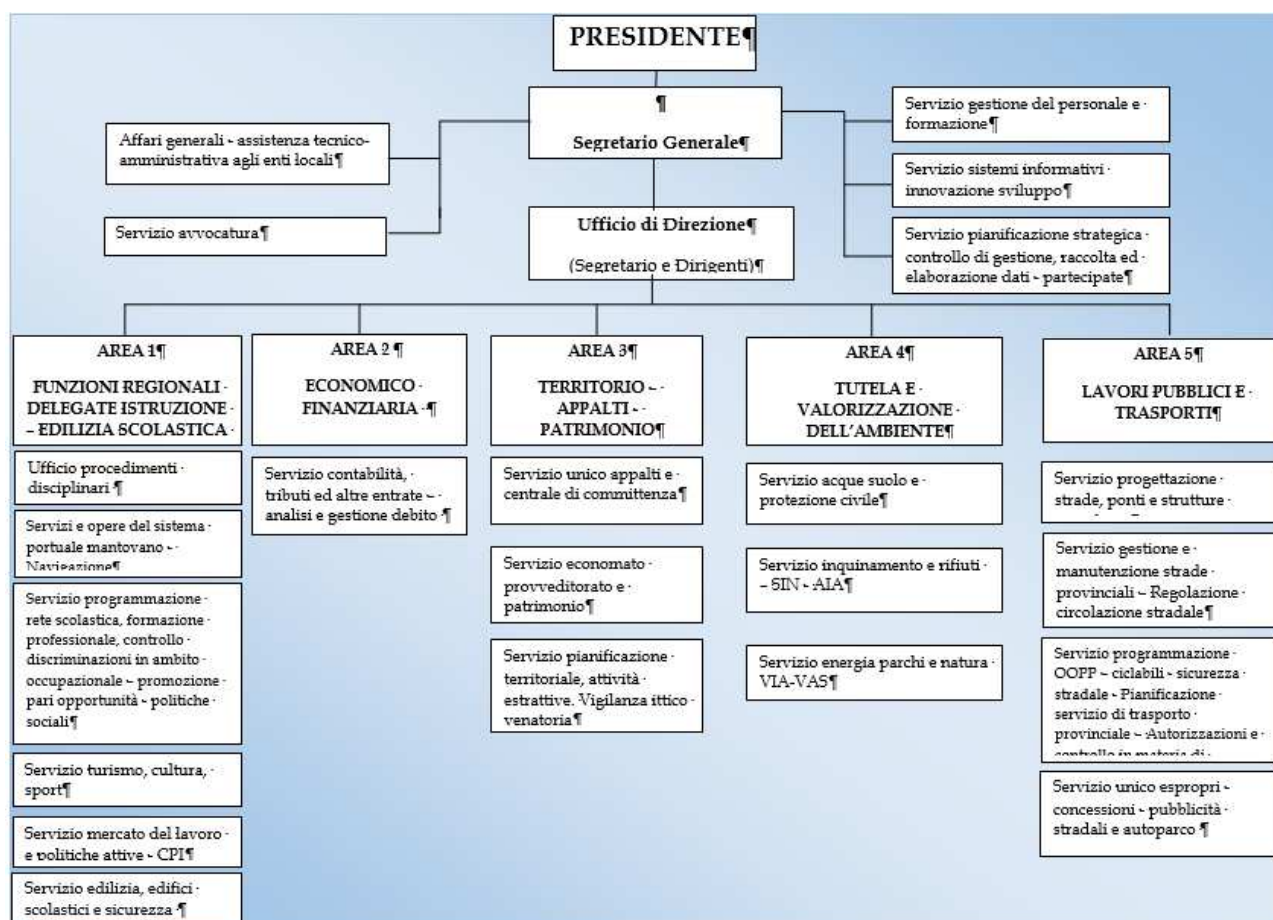 PRESIDENTE¶
¶
Segretario Generale¶
Affari generali - assistenza tecnico-
amministrativa agli enti locali¶
Servizio avvocatura¶
Servizio gestione del personale e ·
formazione¶
Servizio sistemi informativi ·
innovazione sviluppo¶
Servizio pianificazione strategica ·
controllo di gestione, raccolta ed ·
elaborazione dati - partecipate¶
Ufficio di Direzione¶
(Segretario e Dirigenti)¶
AREA 1¶
FUNZIONI REGIONALI ·
DELEGATE ISTRUZIONE ·
– EDILIZIA SCOLASTICA ·
Ufficio procedimenti ·
disciplinari ¶
Servizi e opere del sistema ·
portuale mantovano – ·
Navigazione¶
Servizio programmazione ·
rete scolastica, formazione ·
professionale, controllo ·
discriminazioni in ambito ·
occupazionale – promozione ·
pari opportunità - politiche ·
sociali¶
Servizio turismo, cultura, ·
sport¶
Servizio mercato del lavoro ·
e politiche attive - CPI¶
Servizio edilizia, edifici ·
scolastici e sicurezza ·¶
AREA 2 ¶
ECONOMICO ·
FINANZIARIA · ¶
Servizio contabilità, ·
tributi ed altre entrate – ·
analisi e gestione debito ·¶
AREA 3¶
TERRITORIO – ·
APPALTI - ·
PATRIMONIO¶
Servizio unico appalti e ·
centrale di committenza¶
Servizio economato ·
provveditorato e ·
patrimonio¶
Servizio pianificazione ·
territoriale, attività ·
estrattive. Vigilanza ittico ·
venatoria¶
AREA 4¶
TUTELA E ·
VALORIZZAZIONE ·
DELL’AMBIENTE¶
Servizio acque suolo e ·
protezione civile¶
Servizio inquinamento e rifiuti ·
– SIN - AIA¶
Servizio energia parchi e natura ·
VIA-VAS¶
AREA 5¶
LAVORI PUBBLICI E ·
TRASPORTI¶
Servizio progettazione ·
strade, ponti e strutture ·
Servizio gestione e ·
manutenzione strade ·
provinciali – Regolazione ·
circolazione stradale¶
Servizio programmazione ·
OOPP – ciclabili - sicurezza ·
stradale - Pianificazione ·
servizio di trasporto ·
provinciale – Autorizzazioni e ·
controllo in materia di ·
Servizio unico espropri - ·
concessioni - pubblicità ·
stradali e autoparco ¶